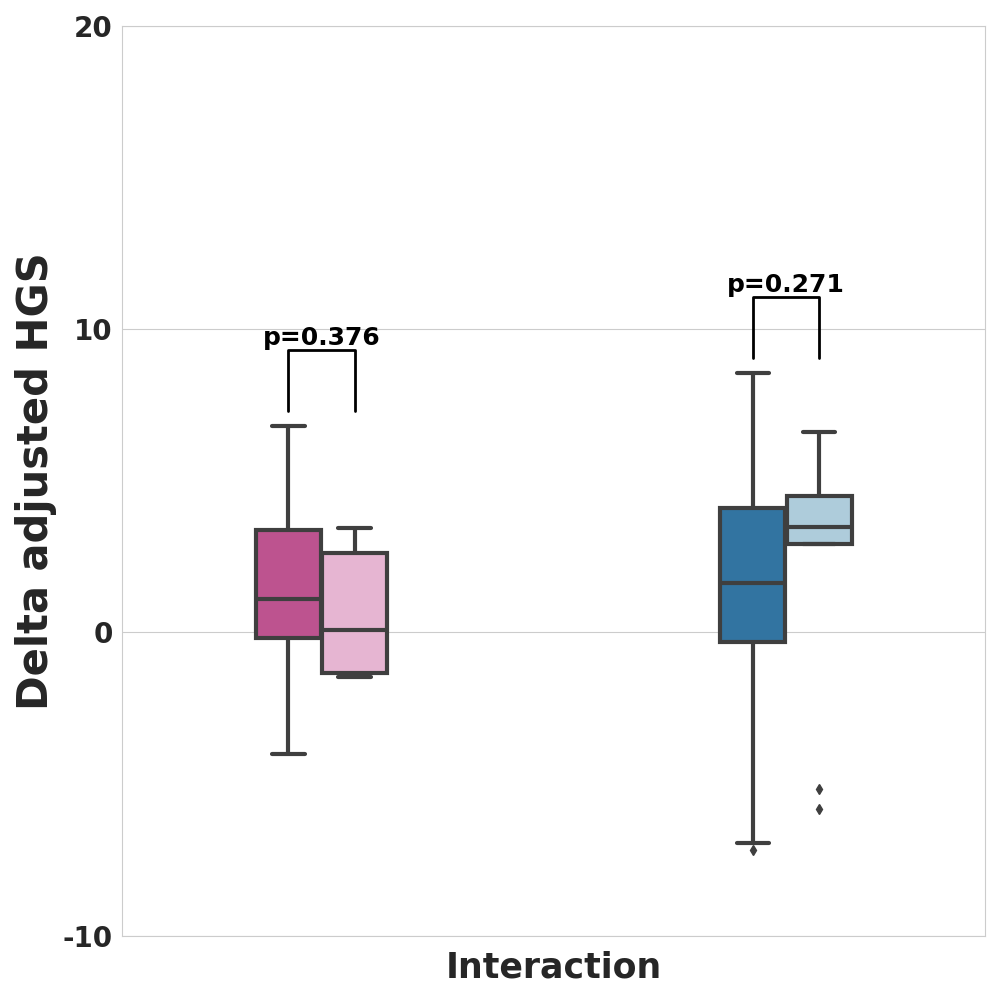 Delta adjusted HGS
20
10
0
-10
p=0.376
p=0.271
Interaction